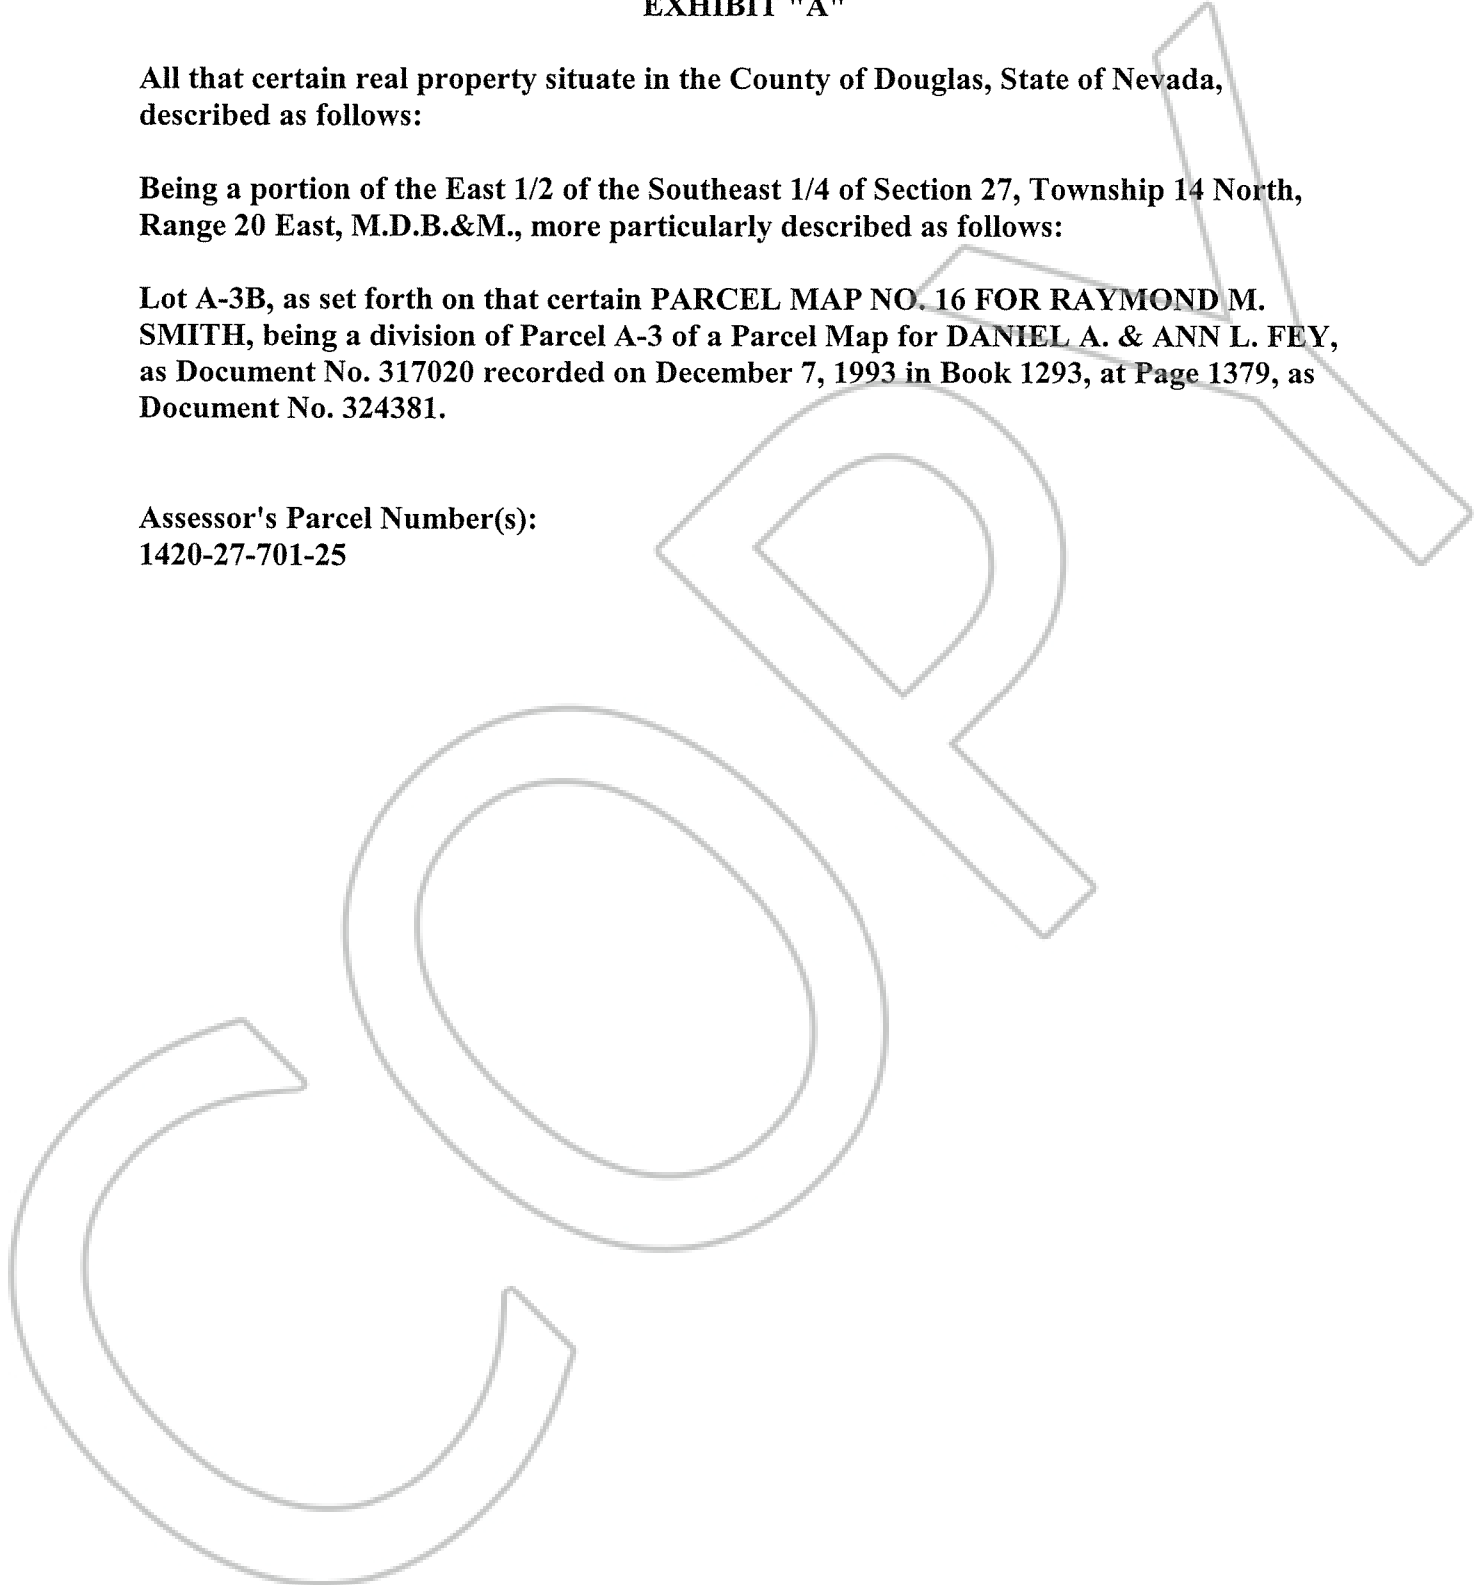 EXHIBIT "A"
All that certain real property situate in the County of Douglas, State of Nevada,
described as follows:
Being a portion of the East 1/2 of the Southeast 1/4 of Section 27, Township 14 North,
Range 20 East, M.D.B.&M., more particularly described as follows:
Lot A-3B, as set forth on that certain PARCEL MAP NO. 16 FOR RAYMOND M.
SMITH, being a division of Parcel A-3 of a Parcel Map for DANIEL A. & ANN L. FEY,
as Document No. 317020 recorded on December 7, 1993 in Book 1293, at Page 1379, as
Document No. 324381.
Assessor's Parcel Number(s):
1420-27-701-25
COPY